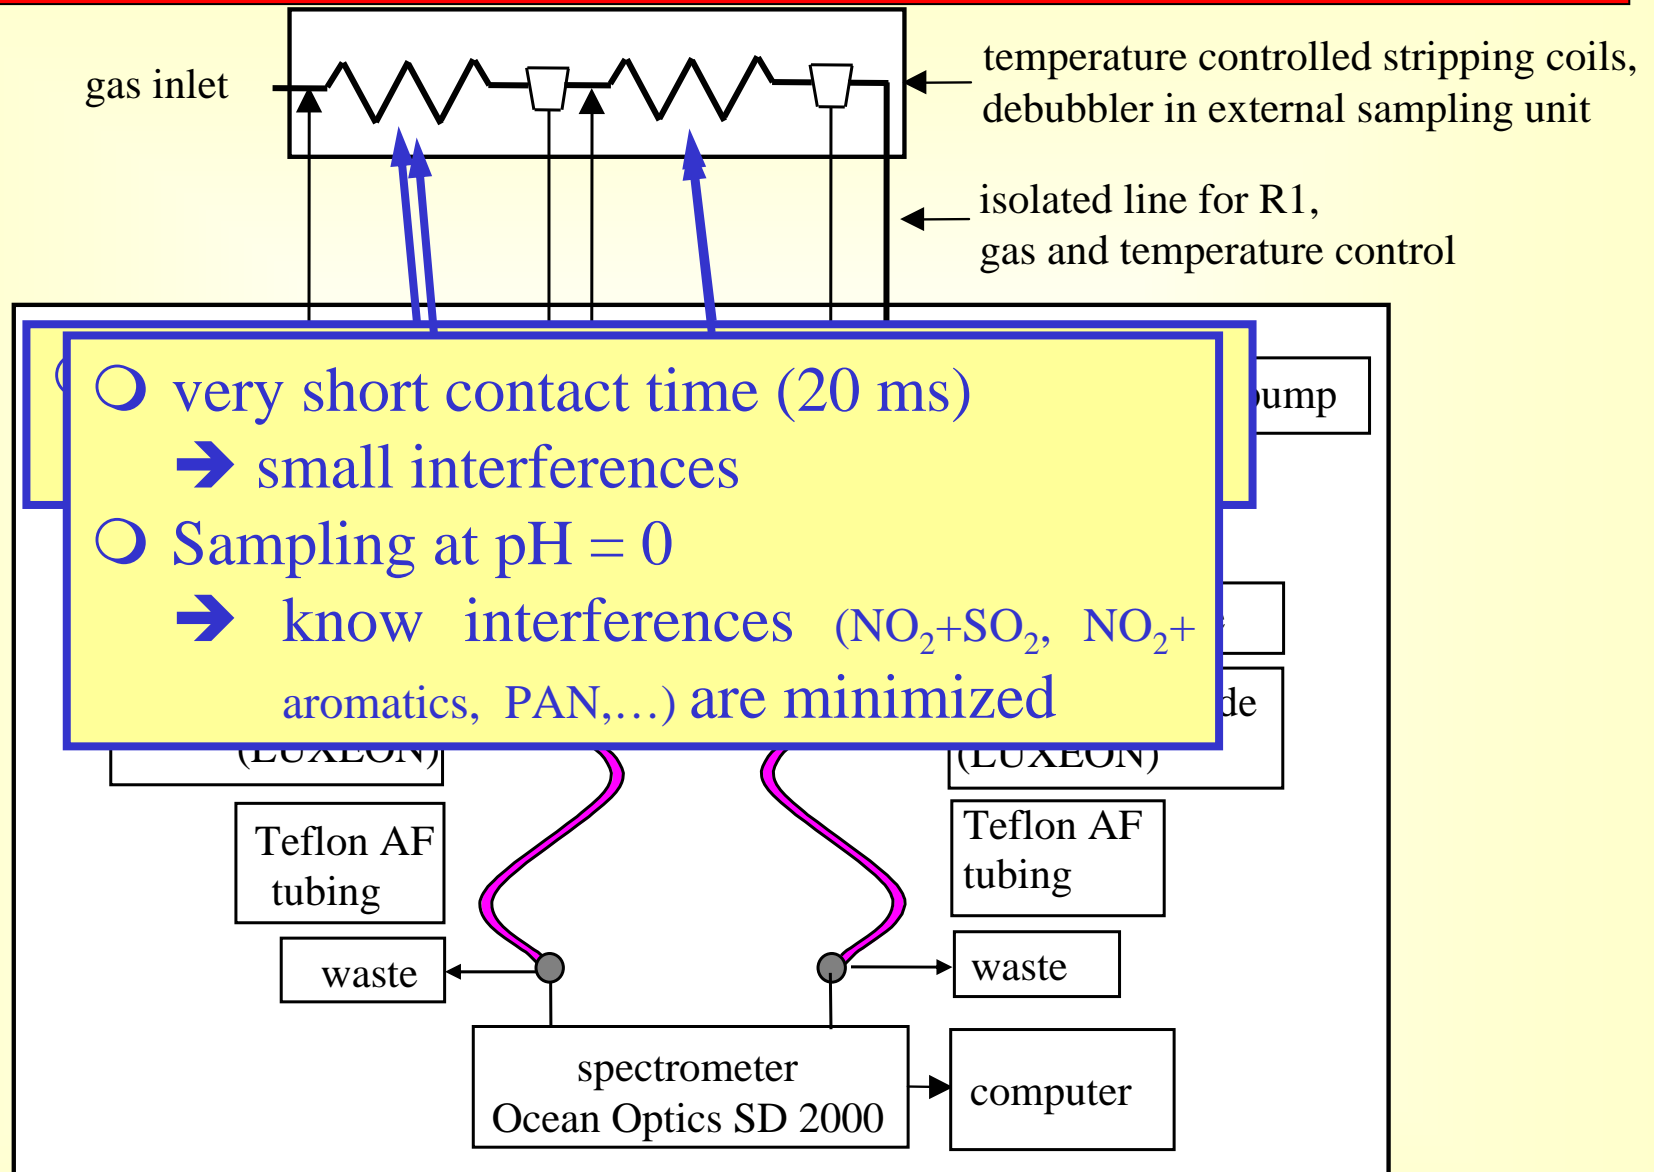 gas inlet
temperature controlled stripping coils,
debubbler in external sampling unit
isolated line for R1,
gas and temperature control
❍ very short contact time (20 ms)
➔ small interferences
❍ Sampling at pH = 0
➔ know interferences (NO₂+SO₂, NO₂+
aromatics, PAN,…) are minimized
(LUXEON)
(LUXEON)
Teflon AF
tubing
Teflon AF
tubing
waste
waste
spectrometer
Ocean Optics SD 2000
computer